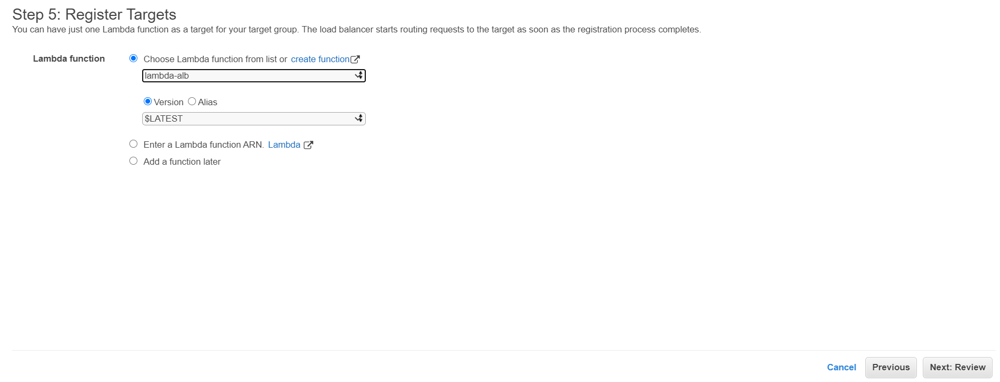 Step 5: Register Targets
You can have just one Lambda function as a target for your target group. The load balancer starts routing requests to the target as soon as the registration process completes.
Lambda function
Choose Lambda function from list or create function
lambda-alb
Version Alias
$LATEST
Enter a Lambda function ARN. Lambda
Add a function later
Cancel Previous Next: Review